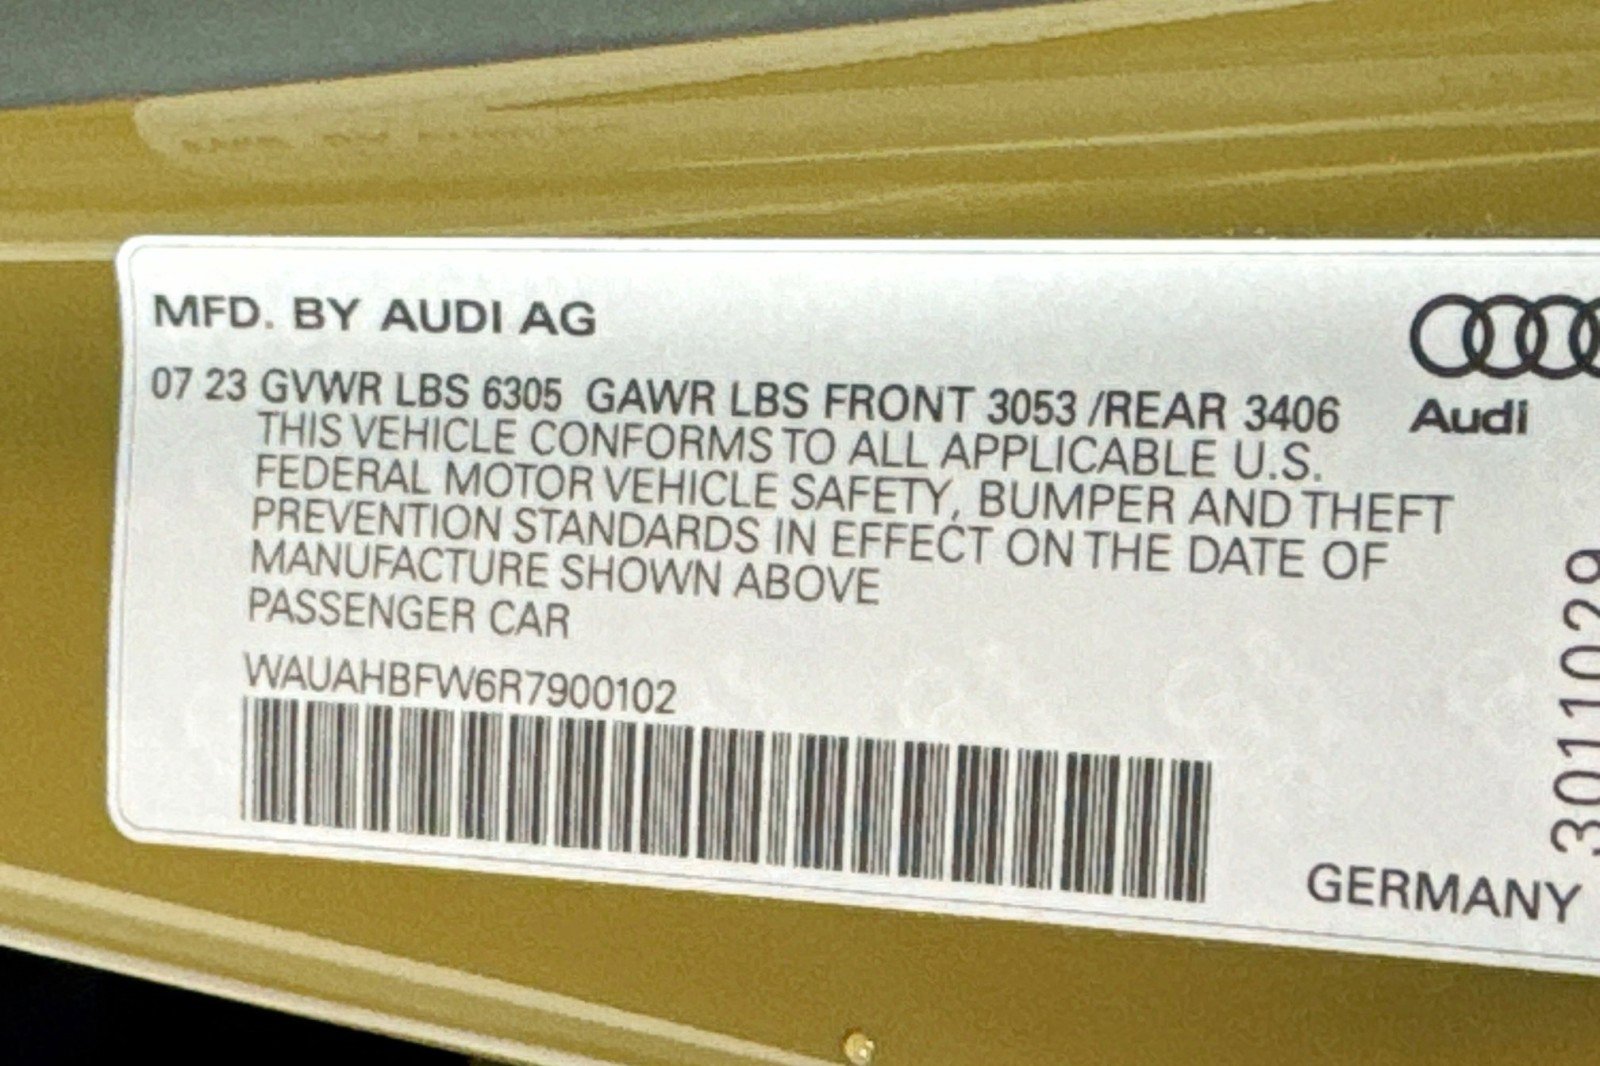 MFD. BY AUDI AG
07 23 GVWR LBS 6305 GAWR LBS FRONT 3053 /REAR 3406
THIS VEHICLE CONFORMS TO ALL APPLICABLE U.S.
FEDERAL MOTOR VEHICLE SAFETY, BUMPER AND THEFT
PREVENTION STANDARDS IN EFFECT ON THE DATE OF
MANUFACTURE SHOWN ABOVE
PASSENGER CAR
WAUAHBFW6R7900102
Audi
GERMANY
3011029